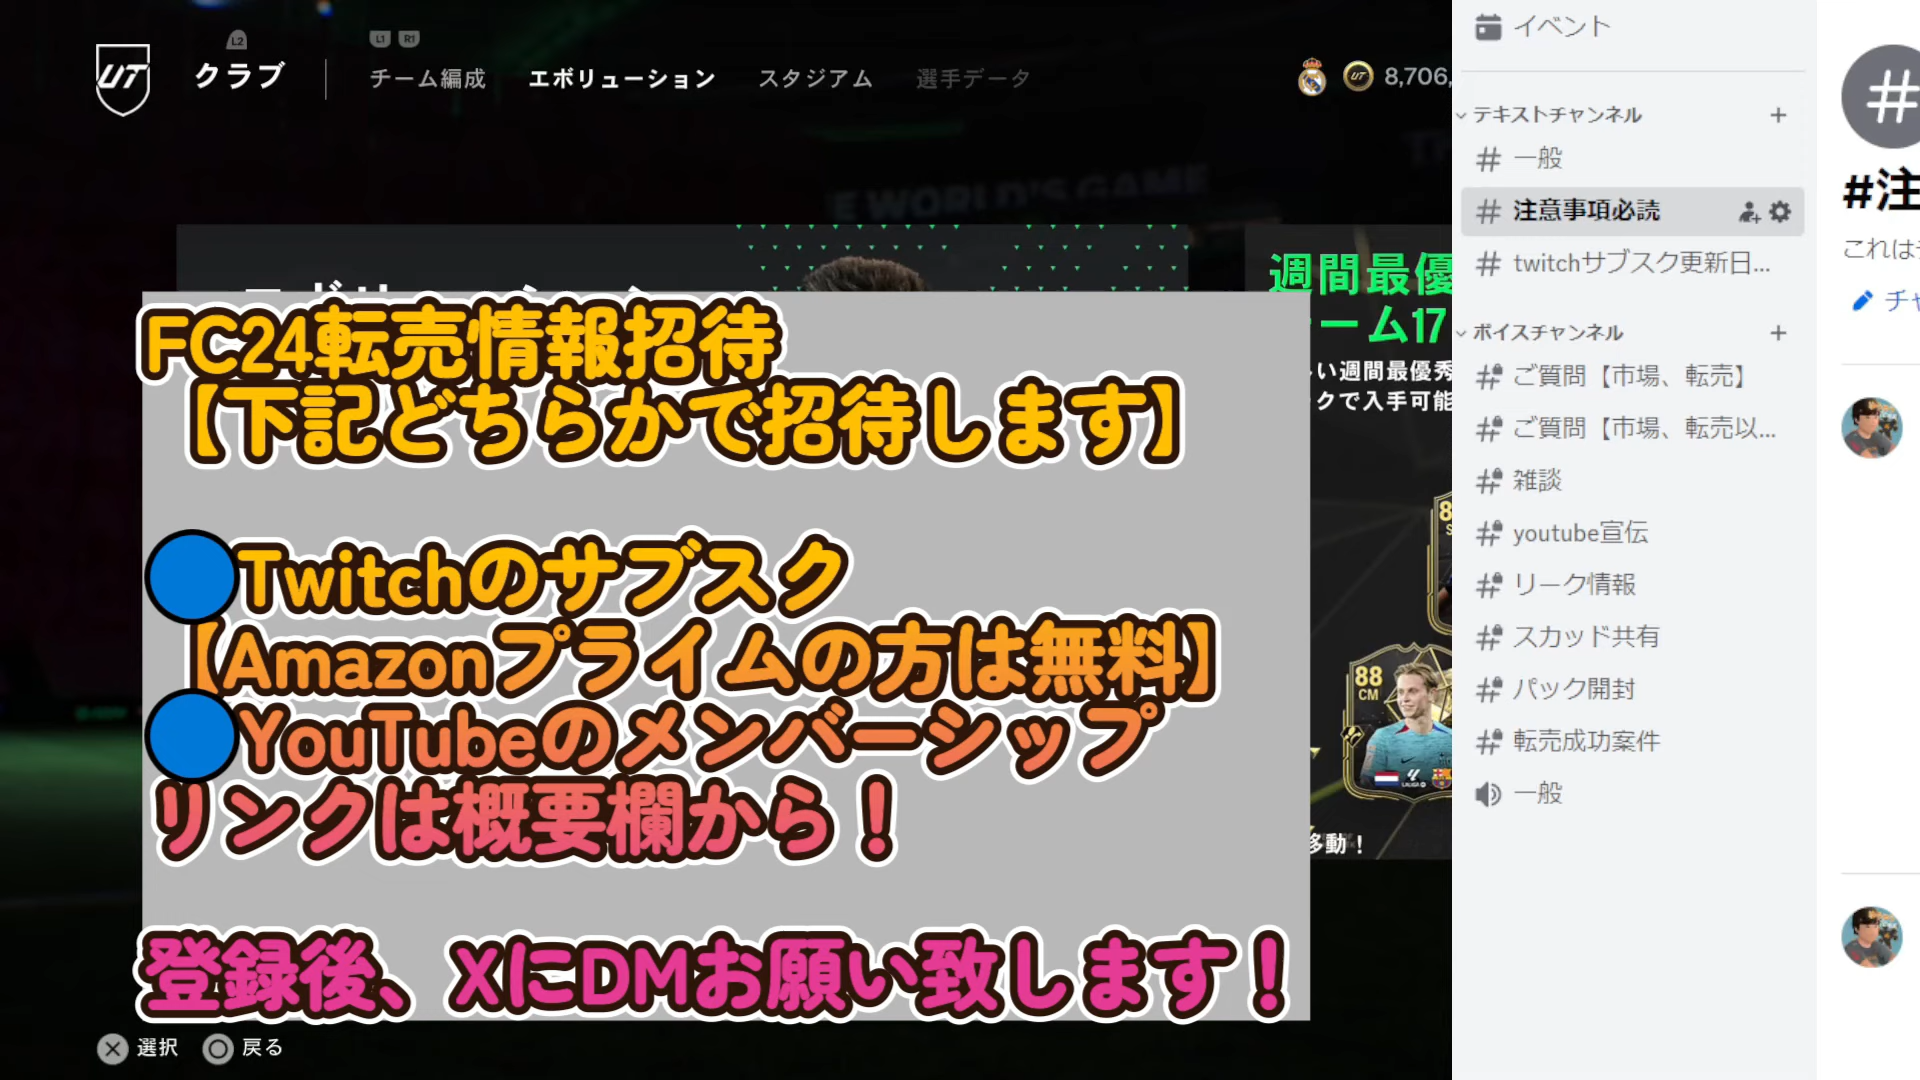 L2
クラブ
L1 R1
チーム編成
エボリューション
スタジアム
選手データ
UT
8,706,
WORLD'S GAME
週間最優
ーム17
い週間最優秀
クで入手可能
88
CM
移動！
FC24転売情報招待
【下記どちらかで招待します】
Twitchのサブスク
【Amazonプライムの方は無料】
YouTubeのメンバーシップ
リンクは概要欄から！
登録後、XにDMお願い致します！
選択
戻る
イベント
テキストチャンネル
# 一般
# 注意事項必読
# twitchサブスク更新日...
ボイスチャンネル
ご質問【市場、転売】
ご質問【市場、転売以...
雑談
youtube宣伝
リーク情報
スカッド共有
パック開封
転売成功案件
一般
#
#注
これは
チャ